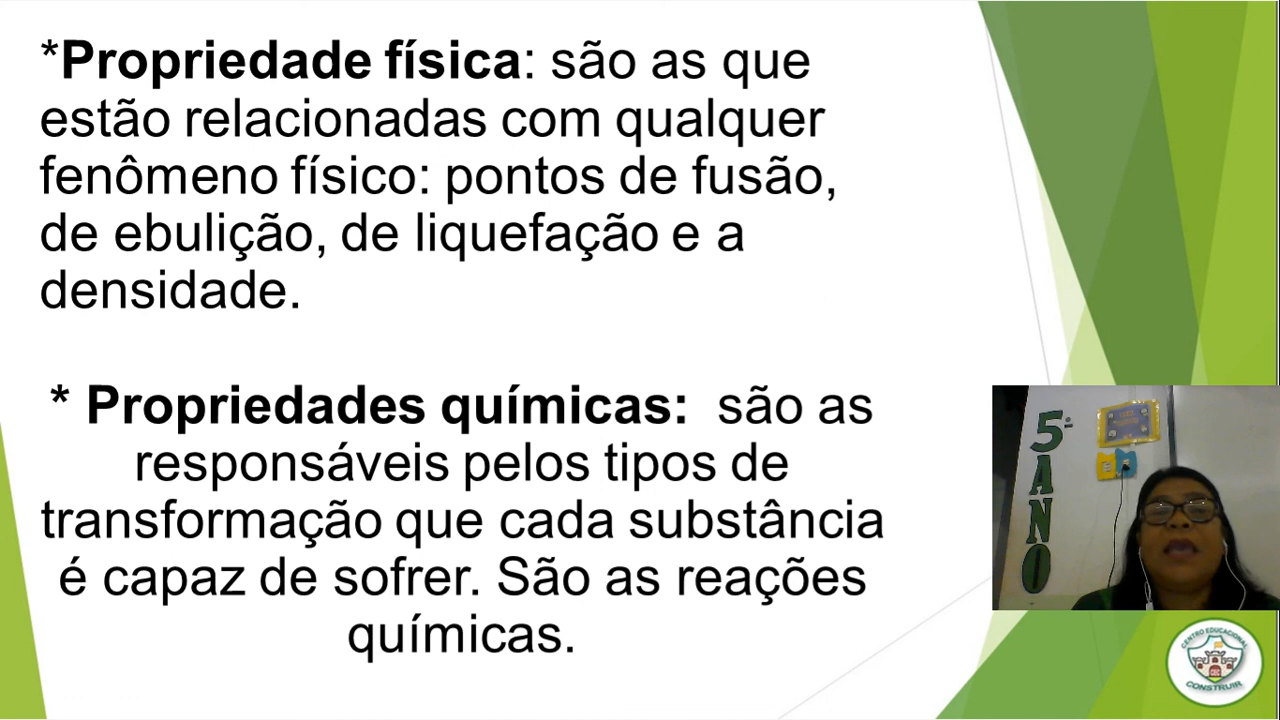 *Propriedade física: são as que
estão relacionadas com qualquer
fenômeno físico: pontos de fusão,
de ebulição, de liquefação e a
densidade.
* Propriedades químicas:  são as
responsáveis pelos tipos de
transformação que cada substância
é capaz de sofrer. São as reações
químicas.
5º
ANO
CENTRO EDUCACIONAL
CONSTRUIR